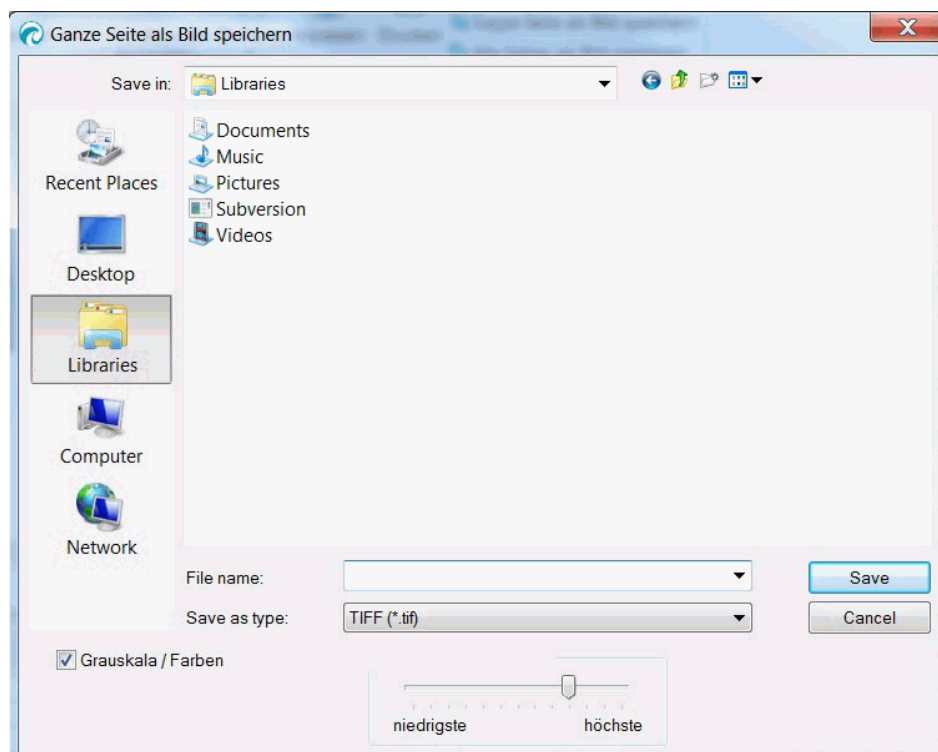 Ganze Seite als Bild speichern
Save in:
Libraries
Recent Places
Desktop
Libraries
Computer
Network
Documents
Music
Pictures
Subversion
Videos
File name:
Save
Save as type:
TIFF (*.tif)
Cancel
Grauskala / Farben
niedrigste
höchste